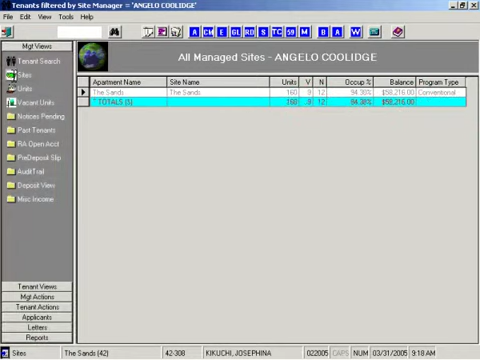 Tenants filtered by Site Manager = 'ANGELO COOLIDGE'
File Edit View Tools Help
A CM E GL RD S TC 59 M B A W
Mgt Views
Tenant Search
Sites
Units
Vacant Units
Notices Pending
Past Tenants
RA Open Acct
PreDeposit Slip
AuditTrail
Deposit View
Misc Income
Tenant Views
Mgt Actions
Tenant Actions
Applicants
Letters
Reports
All Managed Sites - ANGELO COOLIDGE
Apartment Name Site Name Units V N Occup % Balance Program Type
The Sands The Sands 160 9 12 94.38% $58,216.00 Conventional
160 9 12 94.38% $58,216.00
Sites The Sands (42) 42-308 KIKUCHI, JOSEPHINA 022005 CAPS NUM 03/31/2005 9:18 AM